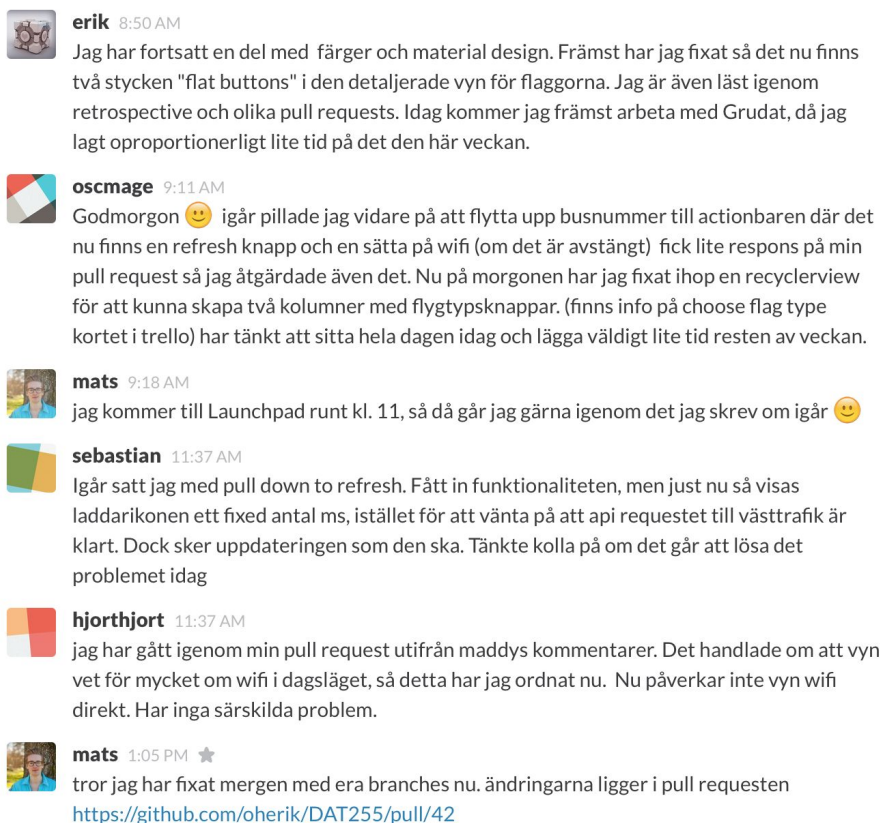 erik 8:50 AM
Jag har fortsatt en del med färger och material design. Främst har jag fixat så det nu finns
två stycken "flat buttons" i den detaljerade vyn för flaggorna. Jag är även läst igenom
retrospective och olika pull requests. Idag kommer jag främst arbeta med Grudat, då jag
lagt oproportionerligt lite tid på det den här veckan.
oscmage 9:11 AM
Godmorgon 🙂 igår pillade jag vidare på att flytta upp busnummer till actionbaren där det
nu finns en refresh knapp och en sätta på wifi (om det är avstängt) fick lite respons på min
pull request så jag åtgärdade även det. Nu på morgonen har jag fixat ihop en recyclerview
för att kunna skapa två kolumner med flygtypsknappar. (finns info på choose flag type
kortet i trello) har tänkt att sitta hela dagen idag och lägga väldigt lite tid resten av veckan.
mats 9:18 AM
jag kommer till Launchpad runt kl. 11, så då går jag gärna igenom det jag skrev om igår 🙂
sebastian 11:37 AM
Igår satt jag med pull down to refresh. Fått in funktionaliteten, men just nu så visas
laddarikonen ett fixed antal ms, istället för att vänta på att api requestet till västtrafik är
klart. Dock sker uppdateringen som den ska. Tänkte kolla på om det går att lösa det
problemet idag
hjorthjort 11:37 AM
jag har gått igenom min pull request utifrån maddys kommentarer. Det handlade om att vyn
vet för mycket om wifi i dagsläget, så detta har jag ordnat nu. Nu påverkar inte vyn wifi
direkt. Har inga särskilda problem.
mats 1:05 PM
tror jag har fixat mergen med era branches nu. ändringarna ligger i pull requesten
https://github.com/oherik/DAT255/pull/42